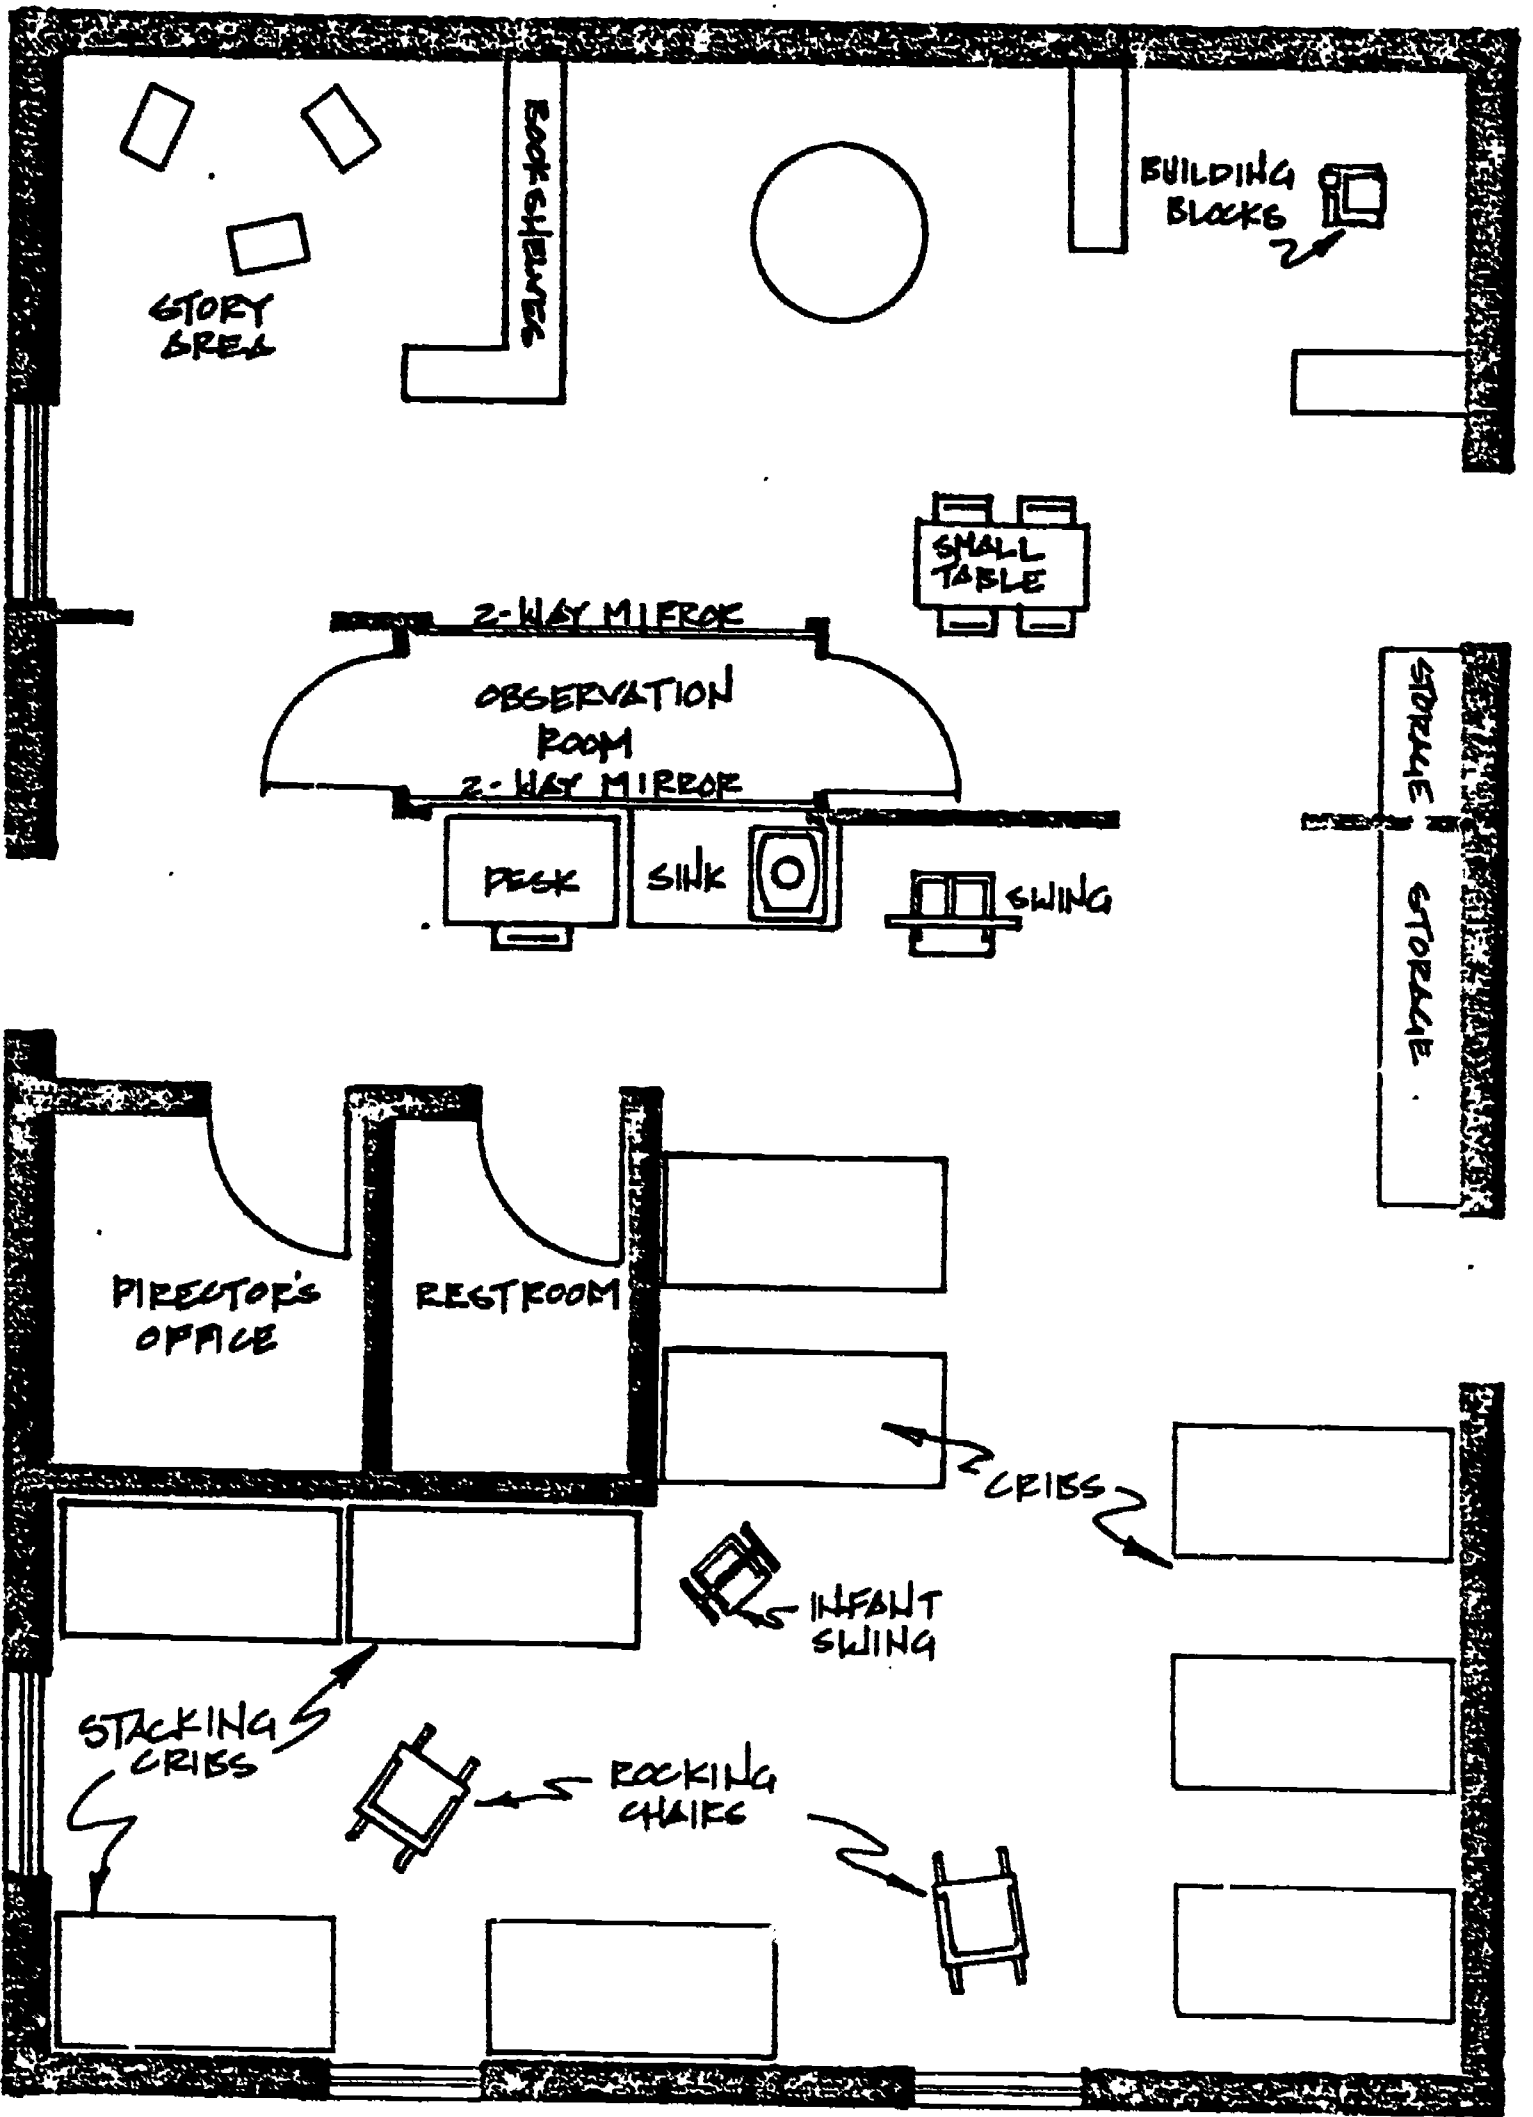 BOOKSHELVES
BUILDING
BLOCKS
STORY
AREA
SMALL
TABLE
2-WAY MIRROR
OBSERVATION
ROOM
2-WAY MIRROR
STORAGE
DESK
SINK
SWING
STORAGE
DIRECTOR'S
OFFICE
RESTROOM
CRIBS
INFANT
SWING
STACKING
CRIBS
ROCKING
CHAIRS